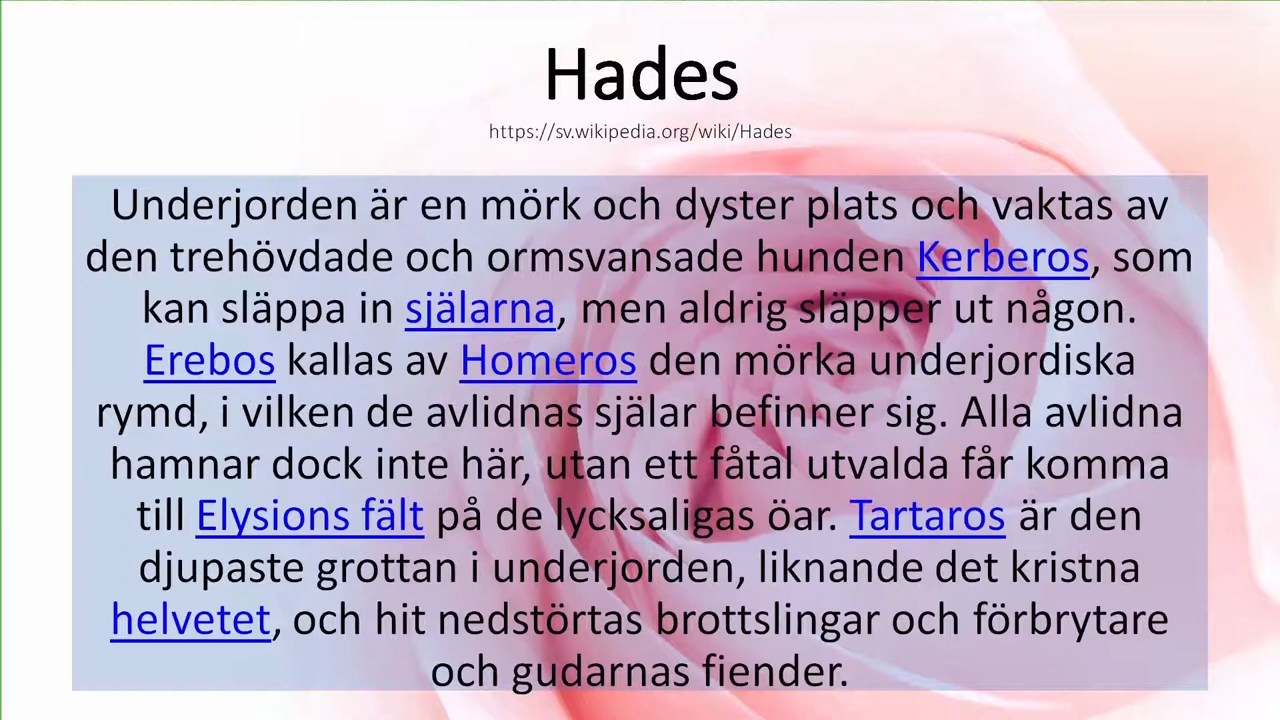 Hades
https://sv.wikipedia.org/wiki/Hades
Underjorden är en mörk och dyster plats och vaktas av
den trehövdade och ormsvansade hunden Kerberos, som
kan släppa in själarna, men aldrig släpper ut någon.
Erebos kallas av Homeros den mörka underjordiska
rymd, i vilken de avlidnas själar befinner sig. Alla avlidna
hamnar dock inte här, utan ett fåtal utvalda får komma
till Elysions fält på de lycksaligas öar. Tartaros är den
djupaste grottan i underjorden, liknande det kristna
helvetet, och hit nedstörtas brottslingar och förbrytare
och gudarnas fiender.